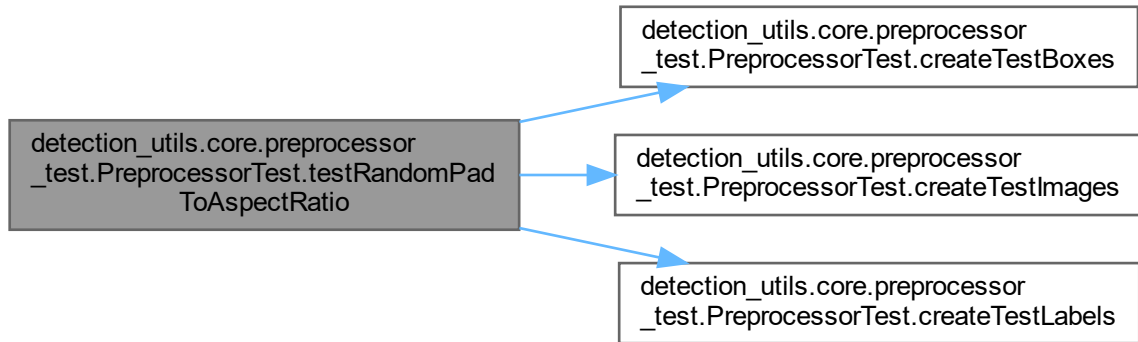 detection_utils.core.preprocessor
_test.PreprocessorTest.createTestBoxes
detection_utils.core.preprocessor
_test.PreprocessorTest.testRandomPad
ToAspectRatio
detection_utils.core.preprocessor
_test.PreprocessorTest.createTestImages
detection_utils.core.preprocessor
_test.PreprocessorTest.createTestLabels